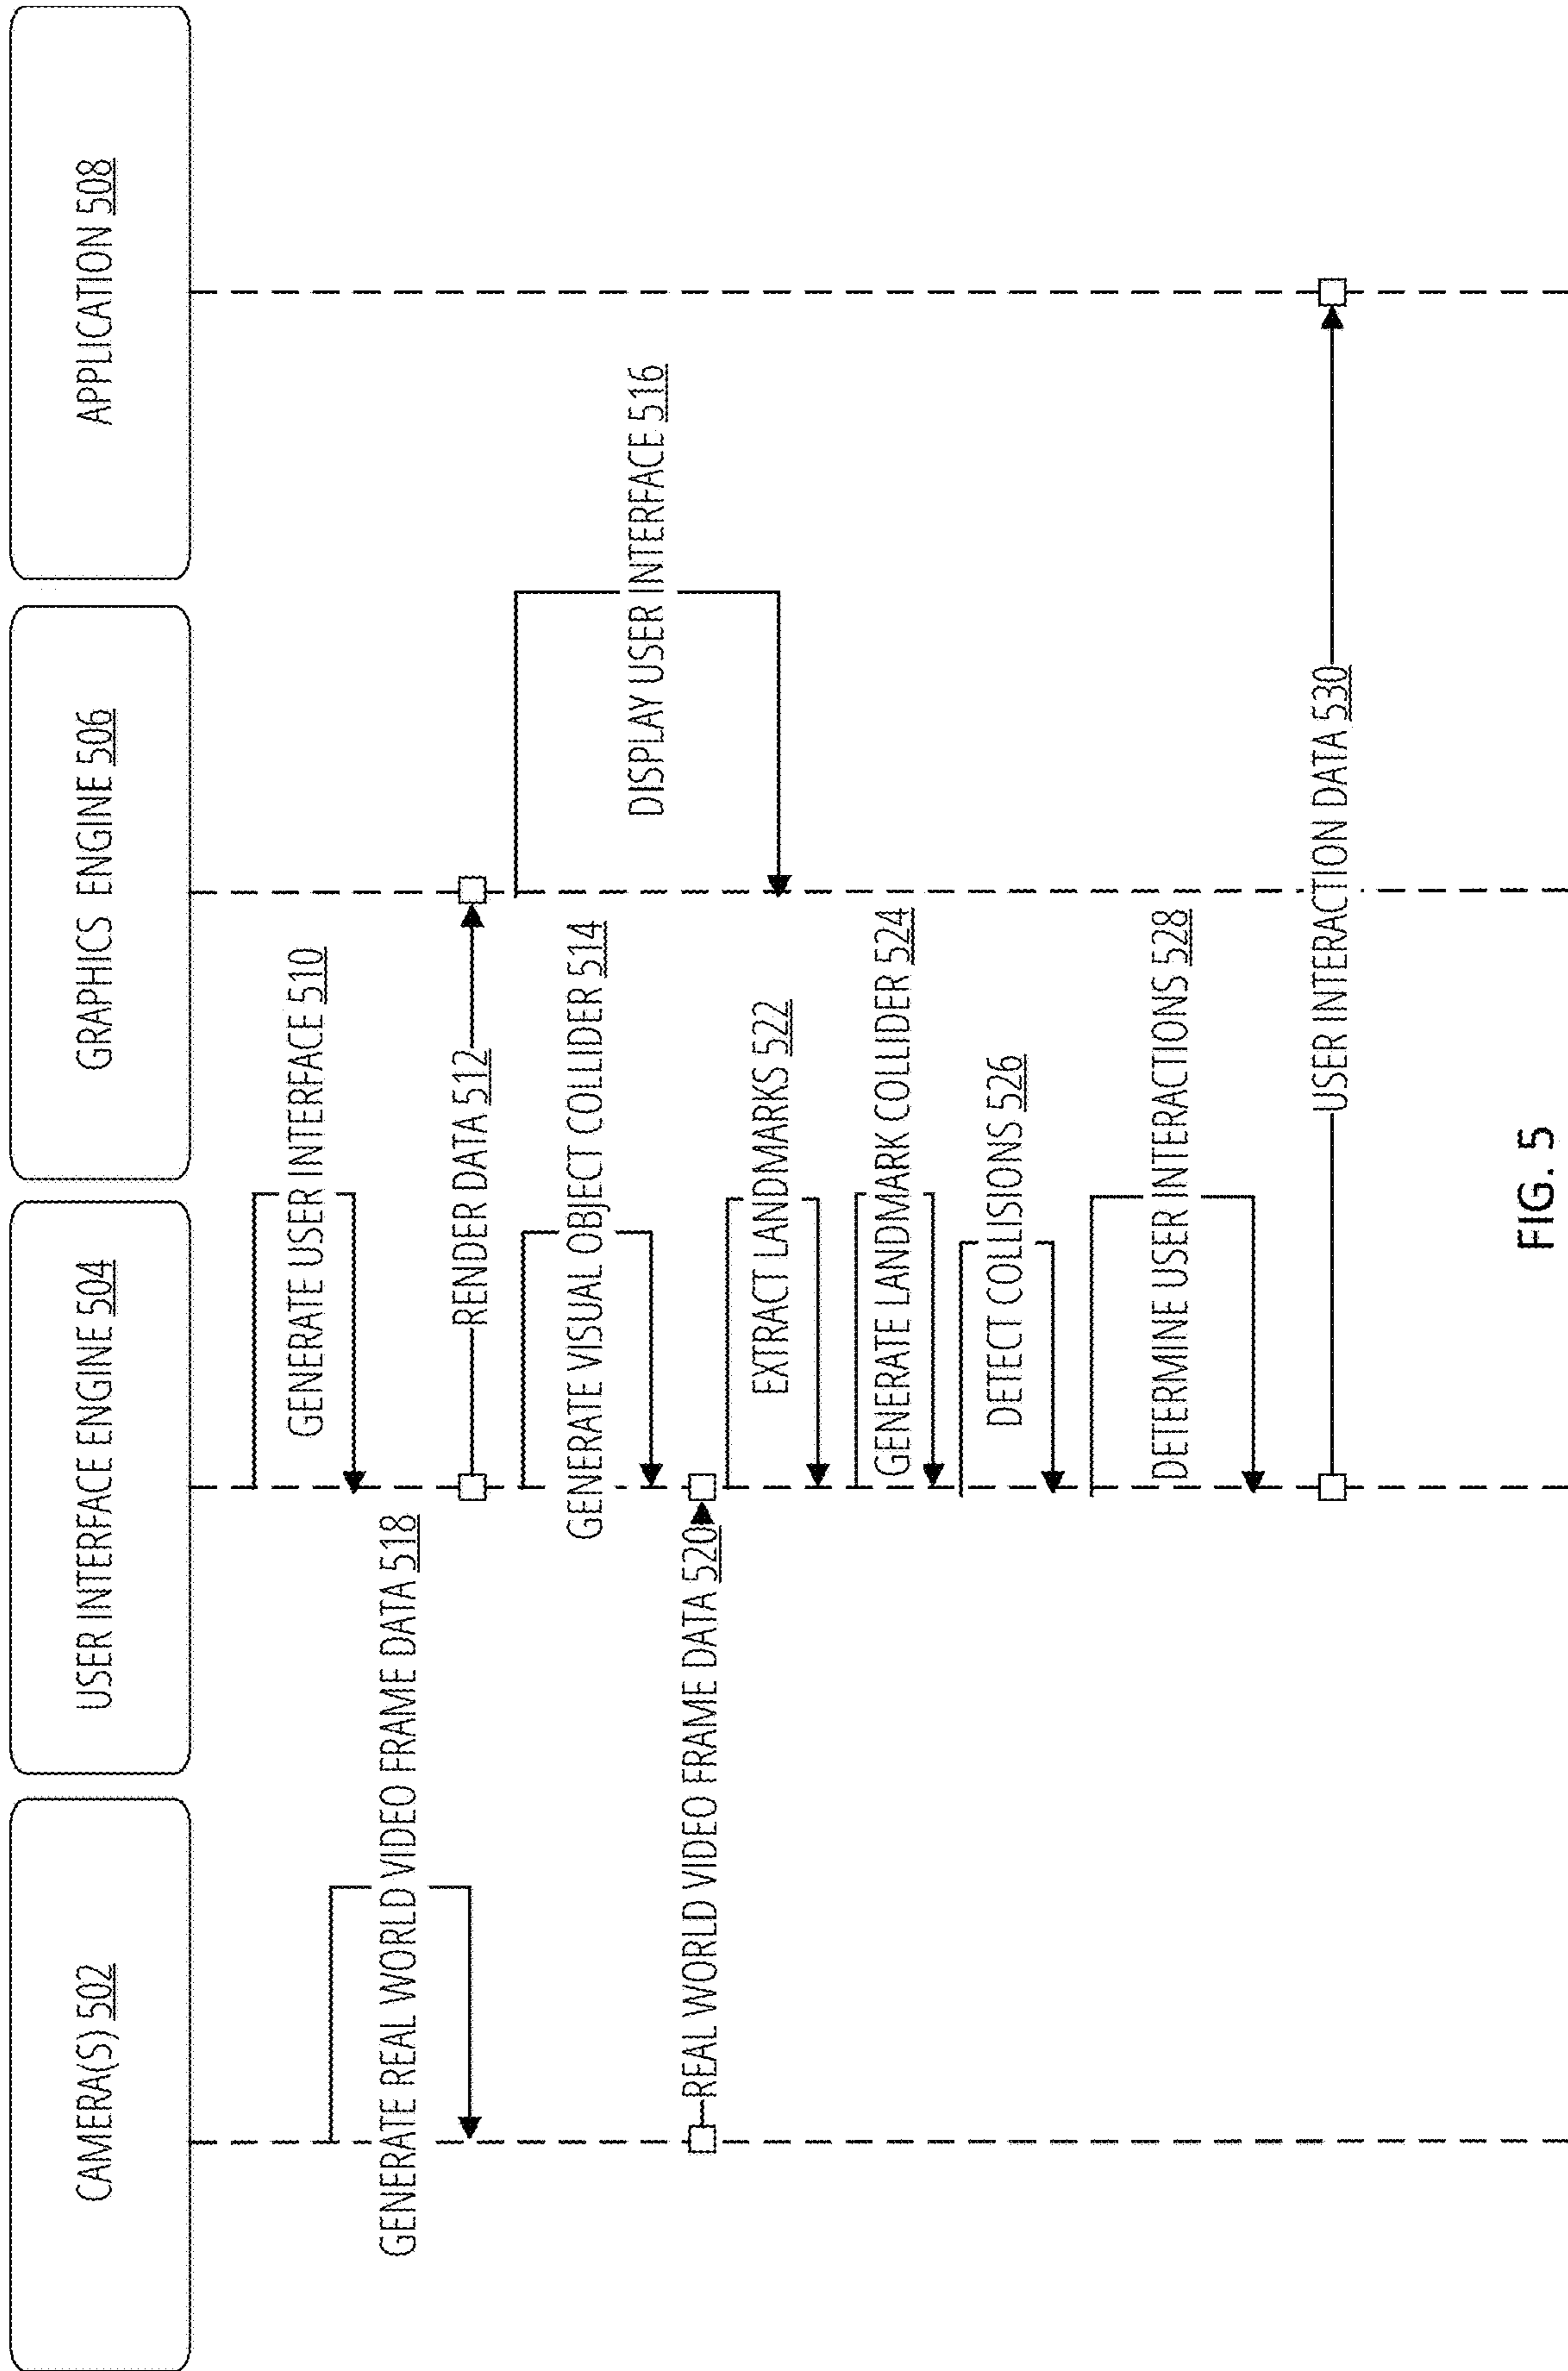 CAMERA(S) 502
USER INTERFACE ENGINE 504
GRAPHICS ENGINE 506
APPLICATION 508
GENERATE USER INTERFACE 510
GENERATE REAL WORLD VIDEO FRAME DATA 518
RENDER DATA 512
GENERATE VISUAL OBJECT COLLIDER 514
DISPLAY USER INTERFACE 516
REAL WORLD VIDEO FRAME DATA 520
EXTRACT LANDMARKS 522
GENERATE LANDMARK COLLIDER 524
DETECT COLLISIONS 526
DETERMINE USER INTERACTIONS 528
USER INTERACTION DATA 530
FIG. 5